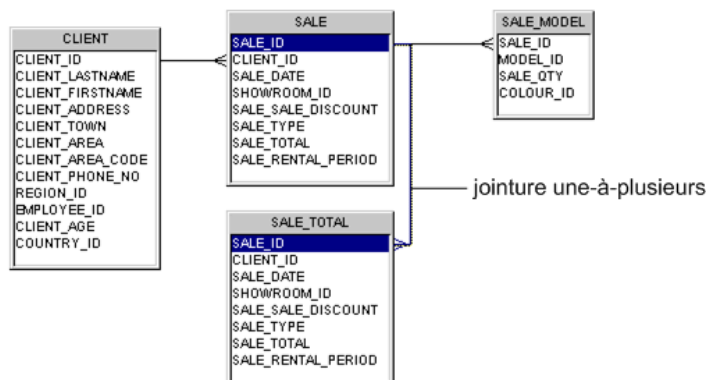 CLIENT
CLIENT_ID
CLIENT_LASTNAME
CLIENT_FIRSTNAME
CLIENT_ADDRESS
CLIENT_TOWN
CLIENT_AREA
CLIENT_AREA_CODE
CLIENT_PHONE_NO
REGION_ID
EMPLOYEE_ID
CLIENT_AGE
COUNTRY_ID
SALE
SALE_ID
CLIENT_ID
SALE_DATE
SHOWROOM_ID
SALE_SALE_DISCOUNT
SALE_TYPE
SALE_TOTAL
SALE_RENTAL_PERIOD
SALE_MODEL
SALE_ID
MODEL_ID
SALE_QTY
COLOUR_ID
jointure une-à-plusieurs
SALE_TOTAL
SALE_ID
CLIENT_ID
SALE_DATE
SHOWROOM_ID
SALE_SALE_DISCOUNT
SALE_TYPE
SALE_TOTAL
SALE_RENTAL_PERIOD